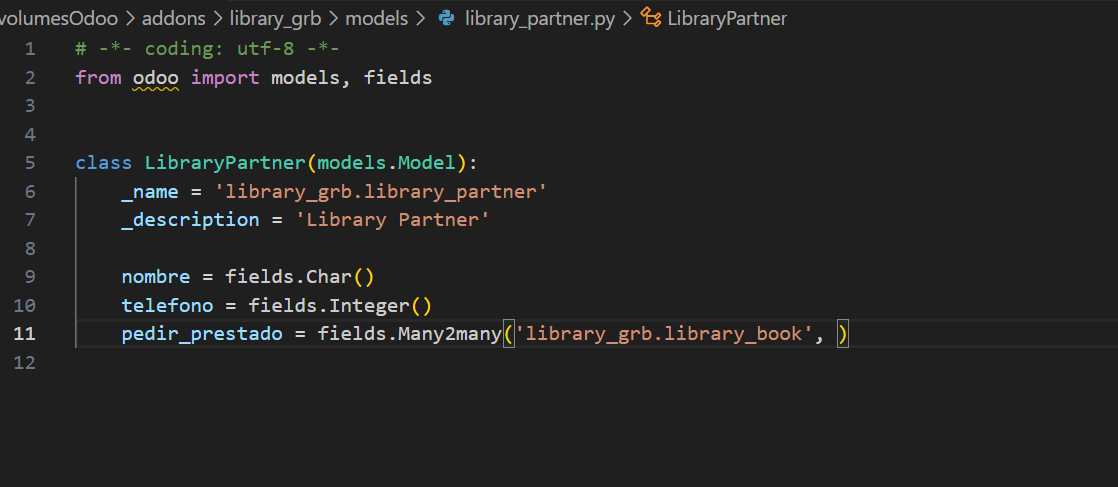 volumesOdoo > addons > library_grb > models > library_partner.py > LibraryPartner
1 # -*- coding: utf-8 -*-
2 from odoo import models, fields
3
4
5 class LibraryPartner(models.Model):
6     _name = 'library_grb.library_partner'
7     _description = 'Library Partner'
8
9     nombre = fields.Char()
10     telefono = fields.Integer()
11     pedir_prestado = fields.Many2many('library_grb.library_book', )
12